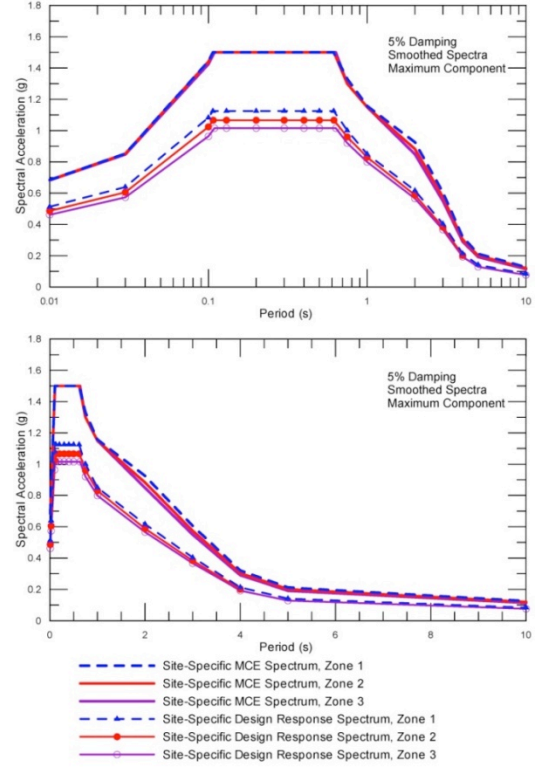 1.8
1.6
1.4
1.2
1
0.8
0.6
0.4
0.2
0
Spectral Acceleration (g)
5% Damping
Smoothed Spectra
Maximum Component
0.01 0.1 1 10
Period (s)
1.8
1.6
1.4
1.2
1
0.8
0.6
0.4
0.2
0
Spectral Acceleration (g)
5% Damping
Smoothed Spectra
Maximum Component
0 2 4 6 8 10
Period (s)
Site-Specific MCE Spectrum, Zone 1
Site-Specific MCE Spectrum, Zone 2
Site-Specific MCE Spectrum, Zone 3
Site-Specific Design Response Spectrum, Zone 1
Site-Specific Design Response Spectrum, Zone 2
Site-Specific Design Response Spectrum, Zone 3